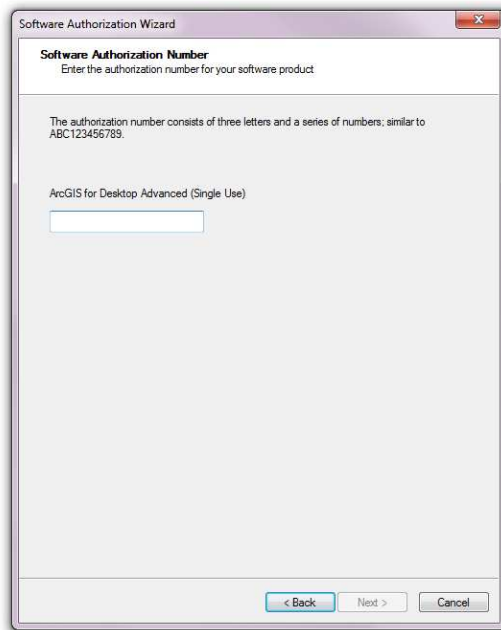 Software Authorization Wizard
Software Authorization Number
Enter the authorization number for your software product
The authorization number consists of three letters and a series of numbers; similar to
ABC123456789.
ArcGIS for Desktop Advanced (Single Use)
< Back Next > Cancel